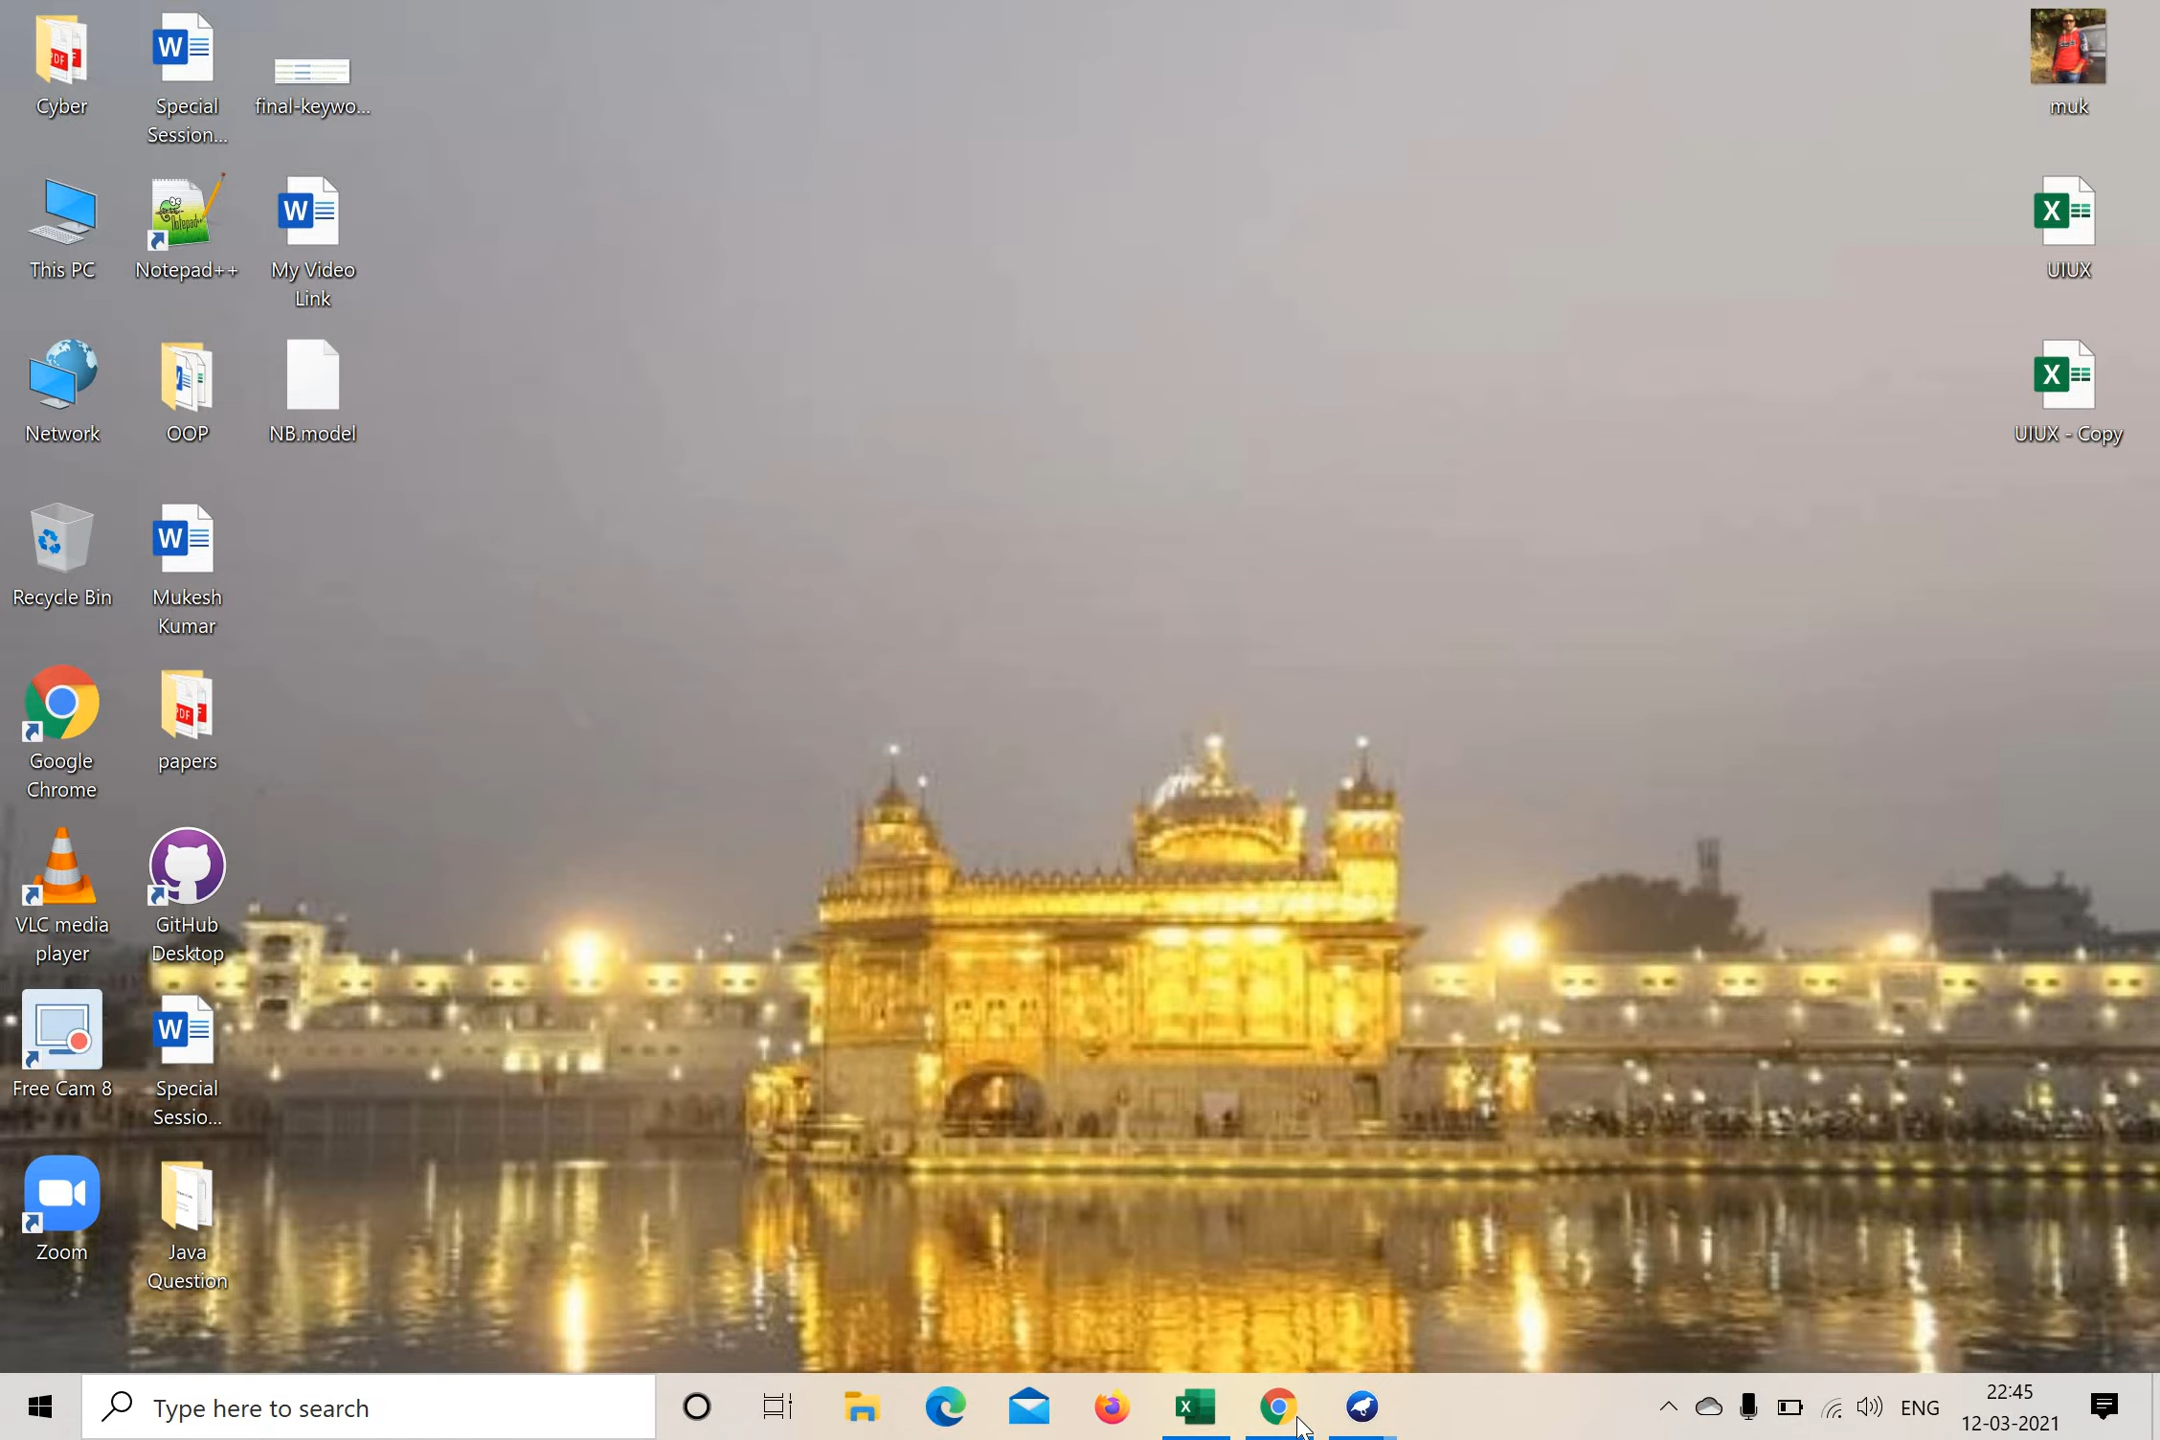 Cyber
Special
Session...
final-keywo...
muk
This PC
Notepad++
My Video
Link
UIUX
Network
OOP
NB.model
UIUX - Copy
Recycle Bin
Mukesh
Kumar
Google
Chrome
papers
VLC media
player
GitHub
Desktop
Free Cam 8
Special
Sessio...
Zoom
Java
Question
Type here to search
ENG
22:45
12-03-2021